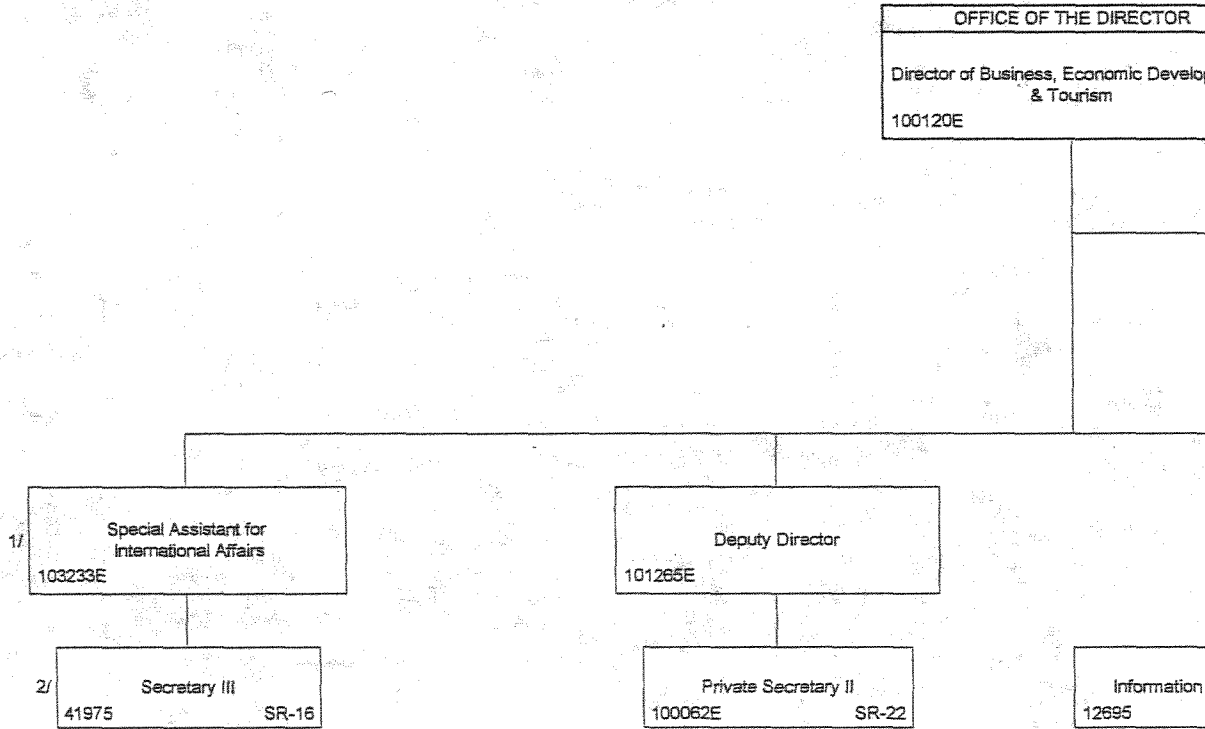 OFFICE OF THE DIRECTOR
Director of Business, Economic Develop
& Tourism
100120E
1/
Special Assistant for
International Affairs
103233E
Deputy Director
101265E
2/
Secretary III
41975 SR-16
Private Secretary II
100062E SR-22
Information
12695